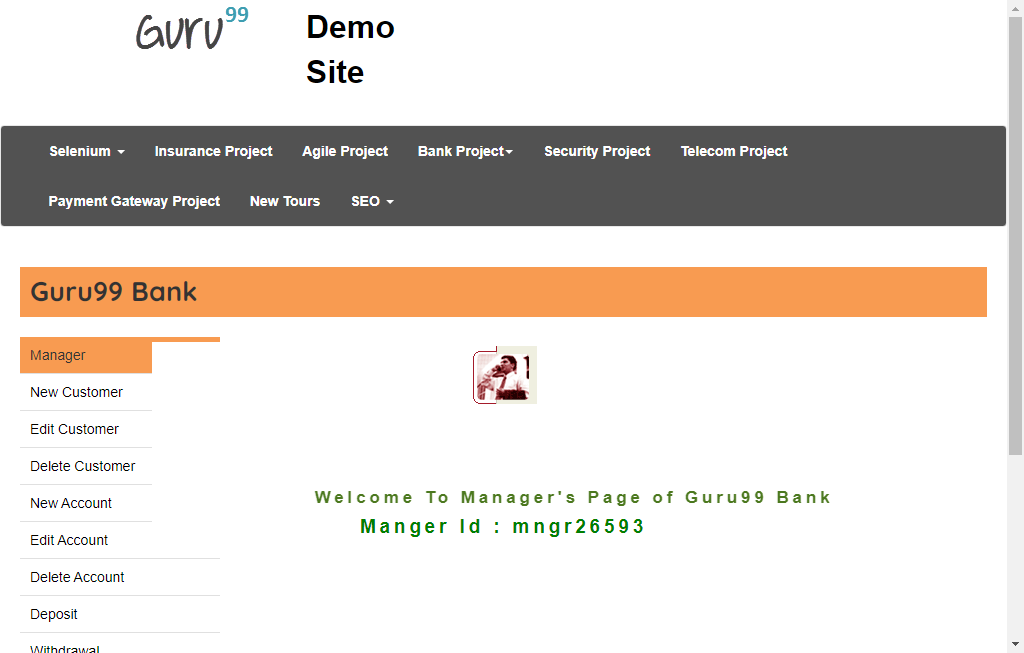 Guru99
Demo
Site
Selenium
Insurance Project
Agile Project
Bank Project
Security Project
Telecom Project
Payment Gateway Project
New Tours
SEO
Guru99 Bank
Manager
New Customer
Edit Customer
Delete Customer
New Account
Edit Account
Delete Account
Deposit
Withdrawal
Welcome To Manager's Page of Guru99 Bank
Manger Id : mngr26593